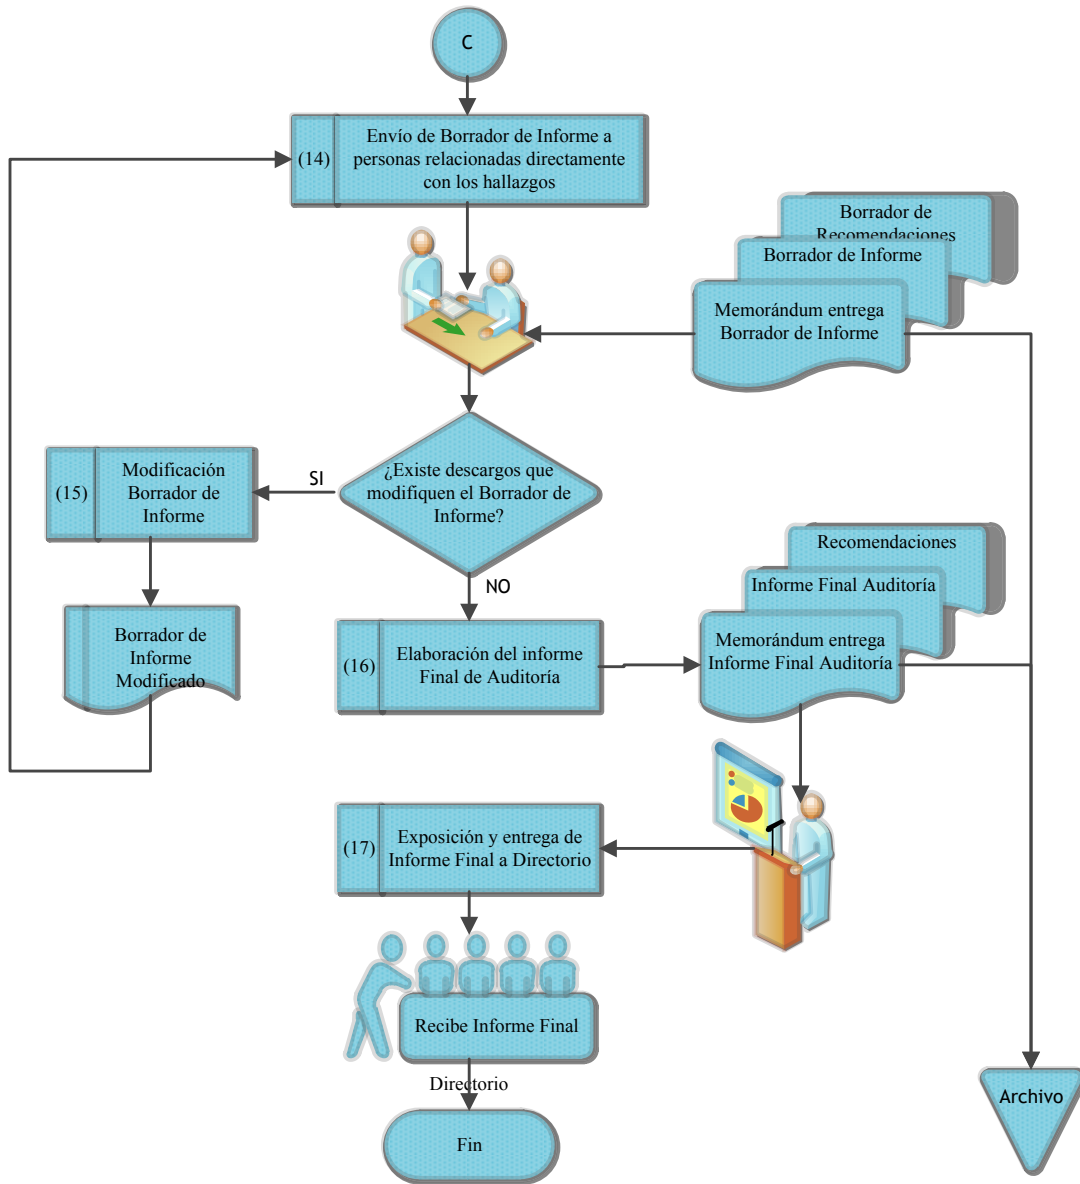 C
(14)
Envío de Borrador de Informe a
personas relacionadas directamente
con los hallazgos
Borrador de
Recomendaciones
Borrador de Informe
Memorándum entrega
Borrador de Informe
¿Existe descargos que
modifiquen el Borrador de
Informe?
SI
(15)
Modificación
Borrador de
Informe
NO
Borrador de
Informe
Modificado
(16)
Elaboración del informe
Final de Auditoría
Recomendaciones
Informe Final Auditoría
Memorándum entrega
Informe Final Auditoría
(17)
Exposición y entrega de
Informe Final a Directorio
Recibe Informe Final
Directorio
Fin
Archivo